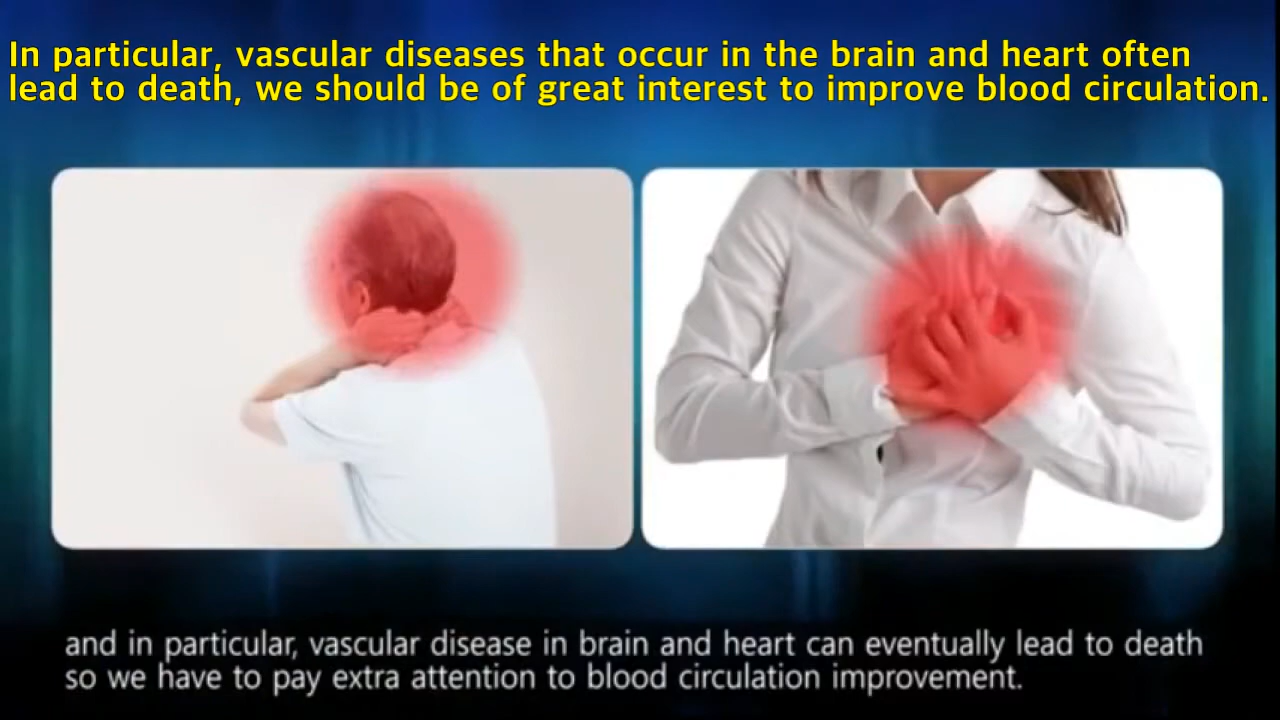 In particular, vascular diseases that occur in the brain and heart often
lead to death, we should be of great interest to improve blood circulation.
and in particular, vascular disease in brain and heart can eventually lead to death
so we have to pay extra attention to blood circulation improvement.